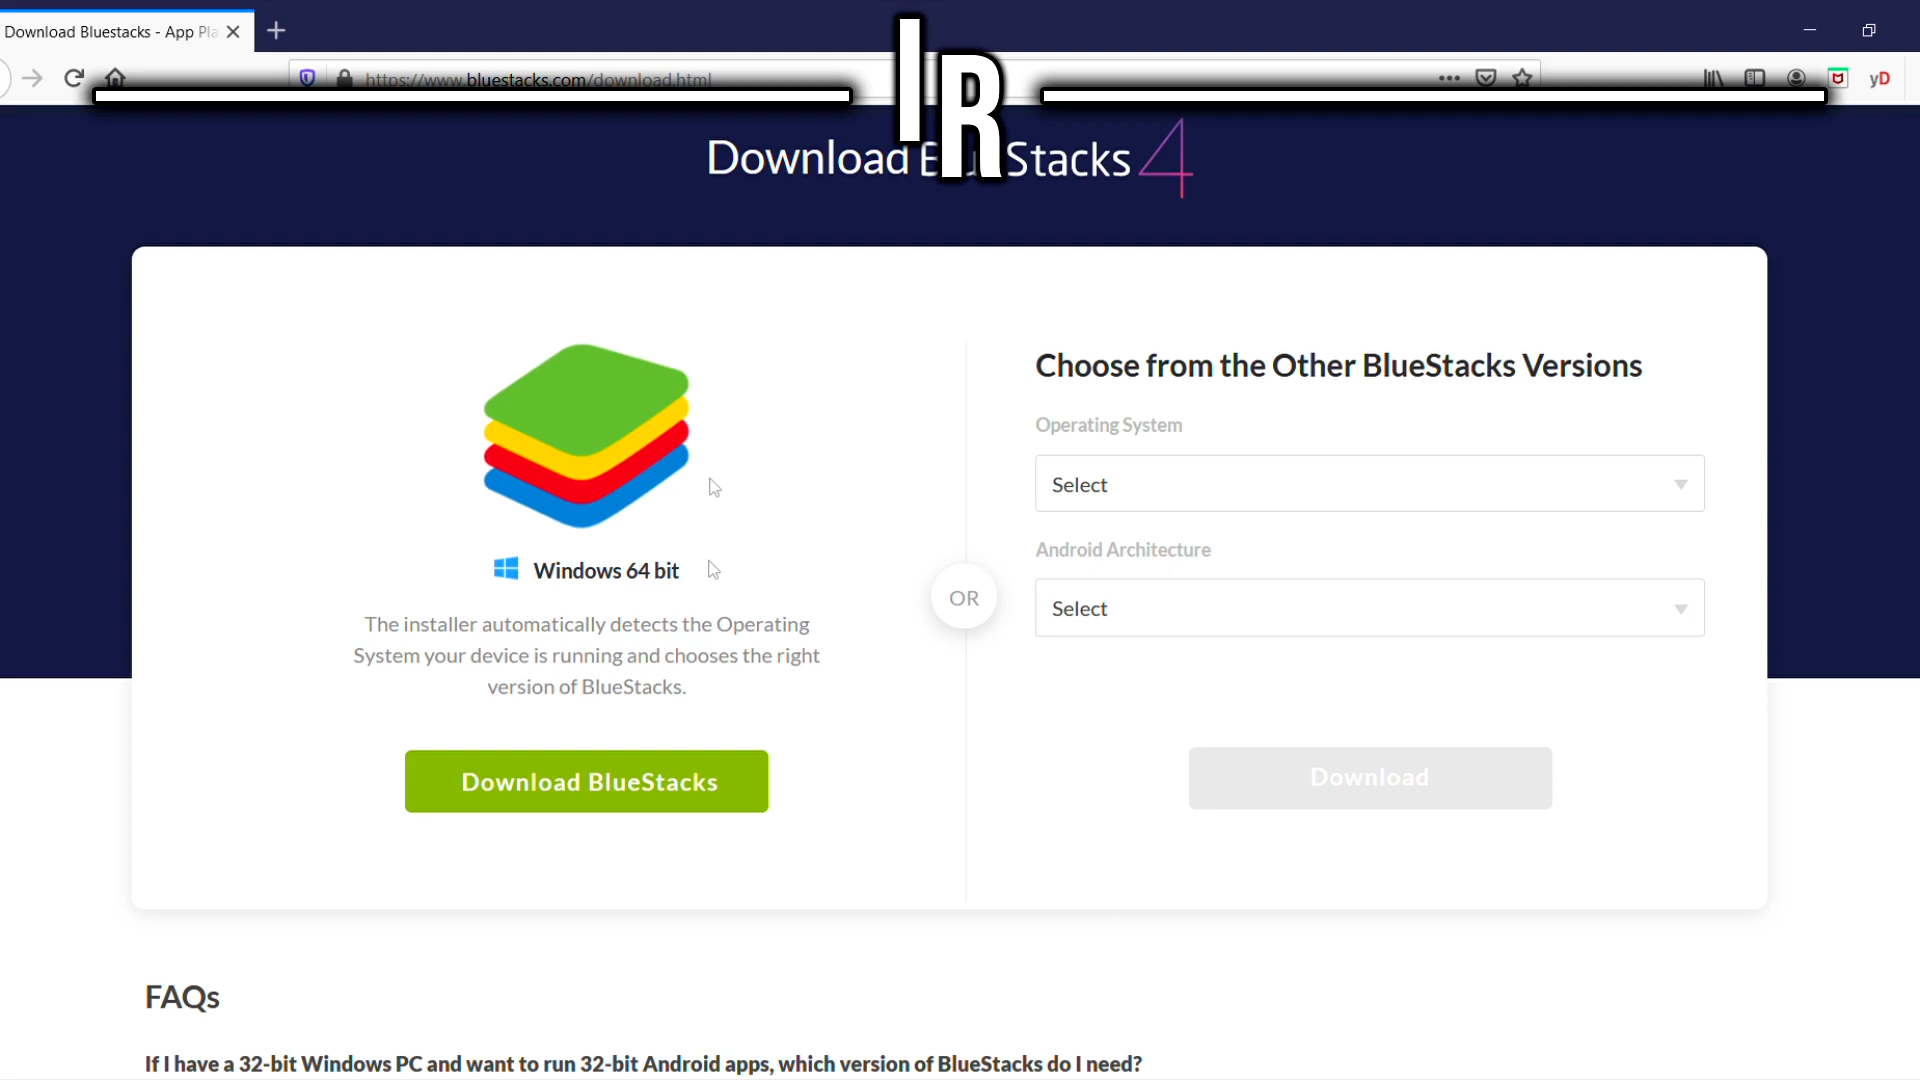 Download Bluestacks - App Pla
https://www.bluestacks.com/download.html
yD
IR
Download Stacks 4
Choose from the Other BlueStacks Versions
Operating System
Select
Android Architecture
Select
Windows 64 bit
OR
The installer automatically detects the Operating
System your device is running and chooses the right
version of BlueStacks.
Download BlueStacks
Download
FAQs
If I have a 32-bit Windows PC and want to run 32-bit Android apps, which version of BlueStacks do I need?